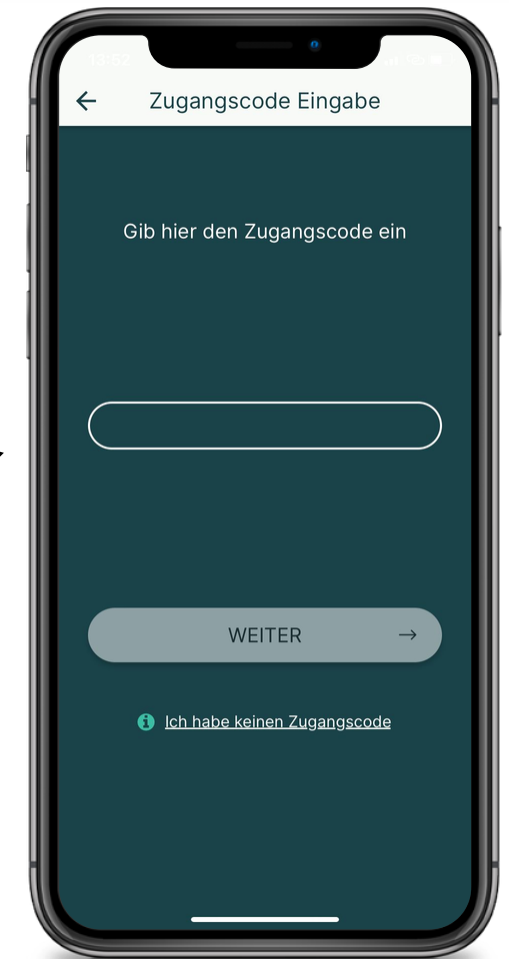 Zugangscode Eingabe
Gib hier den Zugangscode ein
WEITER
Ich habe keinen Zugangscode